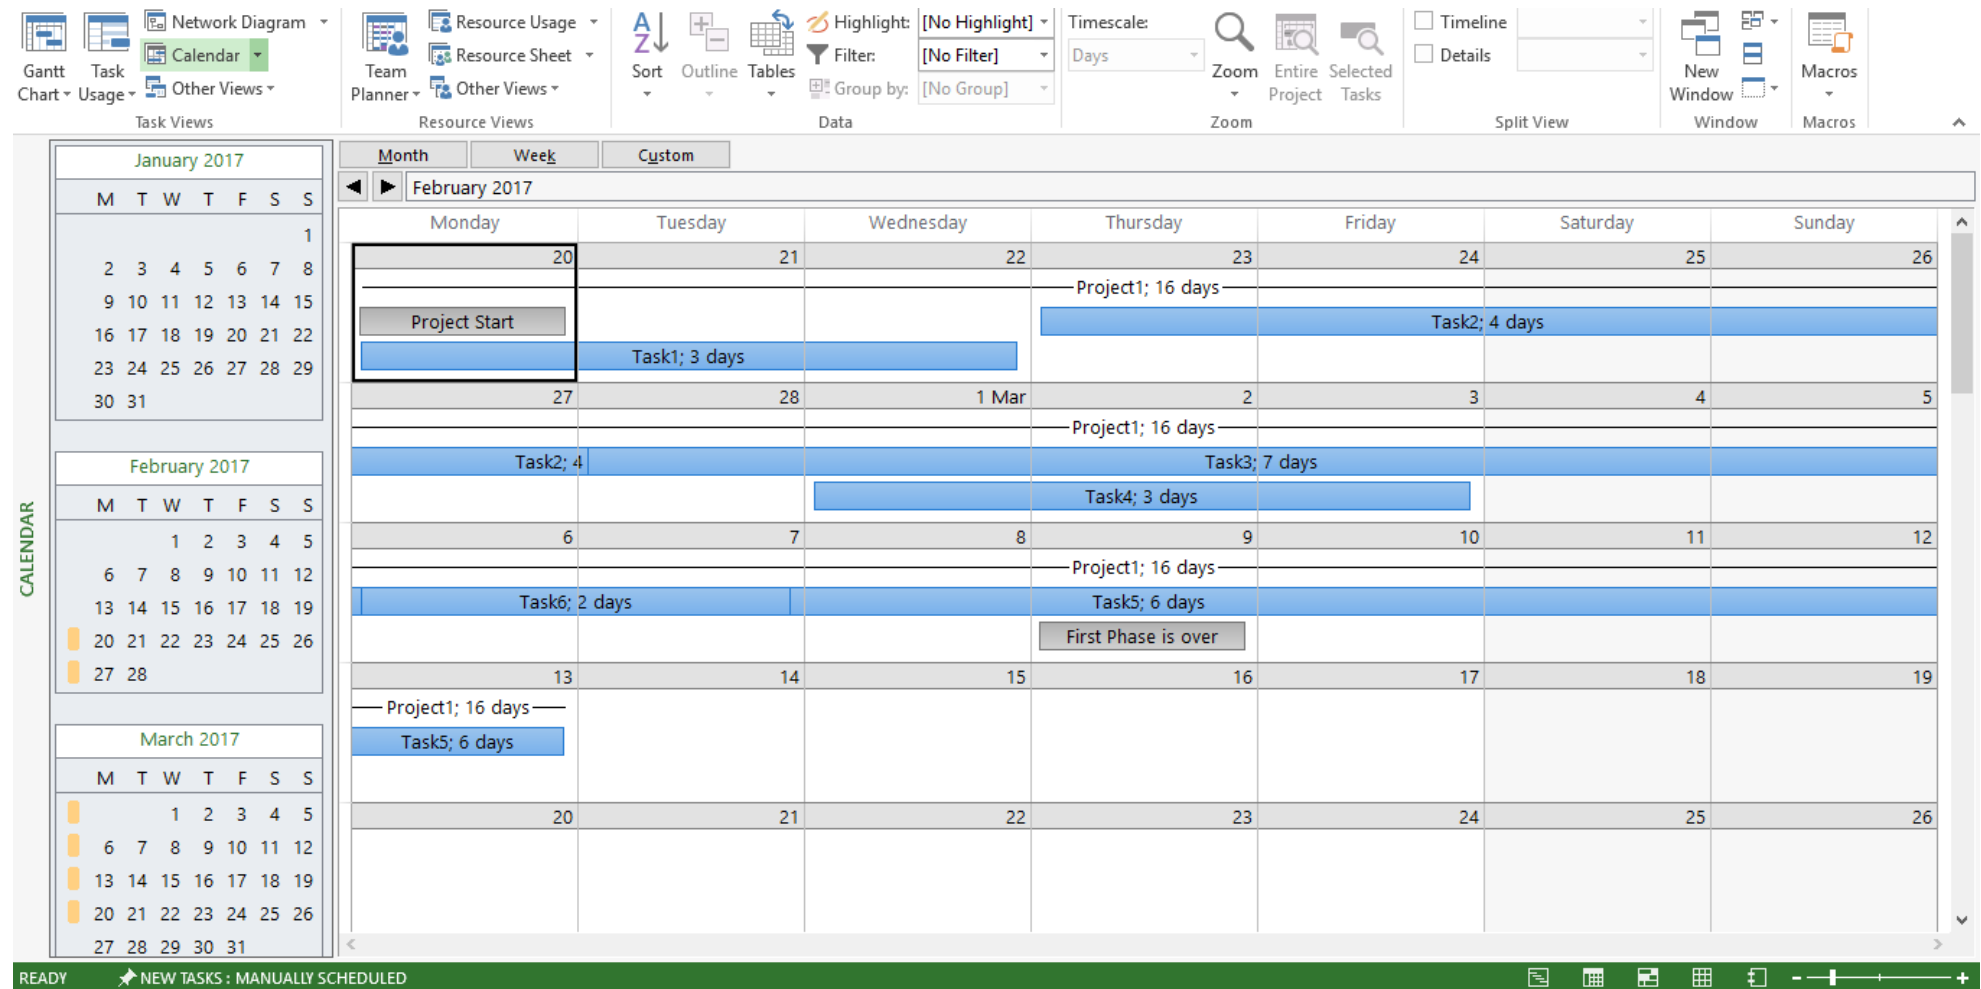 Gantt Chart
Task Usage
Network Diagram
Calendar
Other Views
Task Views
Team Planner
Resource Usage
Resource Sheet
Other Views
Resource Views
A Z
Sort
Outline
Tables
Highlight: [No Highlight]
Filter: [No Filter]
Group by: [No Group]
Data
Timescale:
Days
Zoom
Entire Project
Selected Tasks
Zoom
Timeline
Details
Split View
New Window
Window
Macros
Macros
CALENDAR
January 2017
M T W T F S S
1
2 3 4 5 6 7 8
9 10 11 12 13 14 15
16 17 18 19 20 21 22
23 24 25 26 27 28 29
30 31
February 2017
M T W T F S S
1 2 3 4 5
6 7 8 9 10 11 12
13 14 15 16 17 18 19
20 21 22 23 24 25 26
27 28
March 2017
M T W T F S S
1 2 3 4 5
6 7 8 9 10 11 12
13 14 15 16 17 18 19
20 21 22 23 24 25 26
27 28 29 30 31
Month Week Custom
February 2017
Monday Tuesday Wednesday Thursday Friday Saturday Sunday
20 21 22 23 24 25 26
Project1; 16 days
Project Start Task2; 4 days
Task1; 3 days
27 28 1 Mar 2 3 4 5
Project1; 16 days
Task2; 4 Task3; 7 days
Task4; 3 days
6 7 8 9 10 11 12
Project1; 16 days
Task6; 2 days Task5; 6 days
First Phase is over
13 14 15 16 17 18 19
Project1; 16 days
Task5; 6 days
20 21 22 23 24 25 26
READY NEW TASKS : MANUALLY SCHEDULED